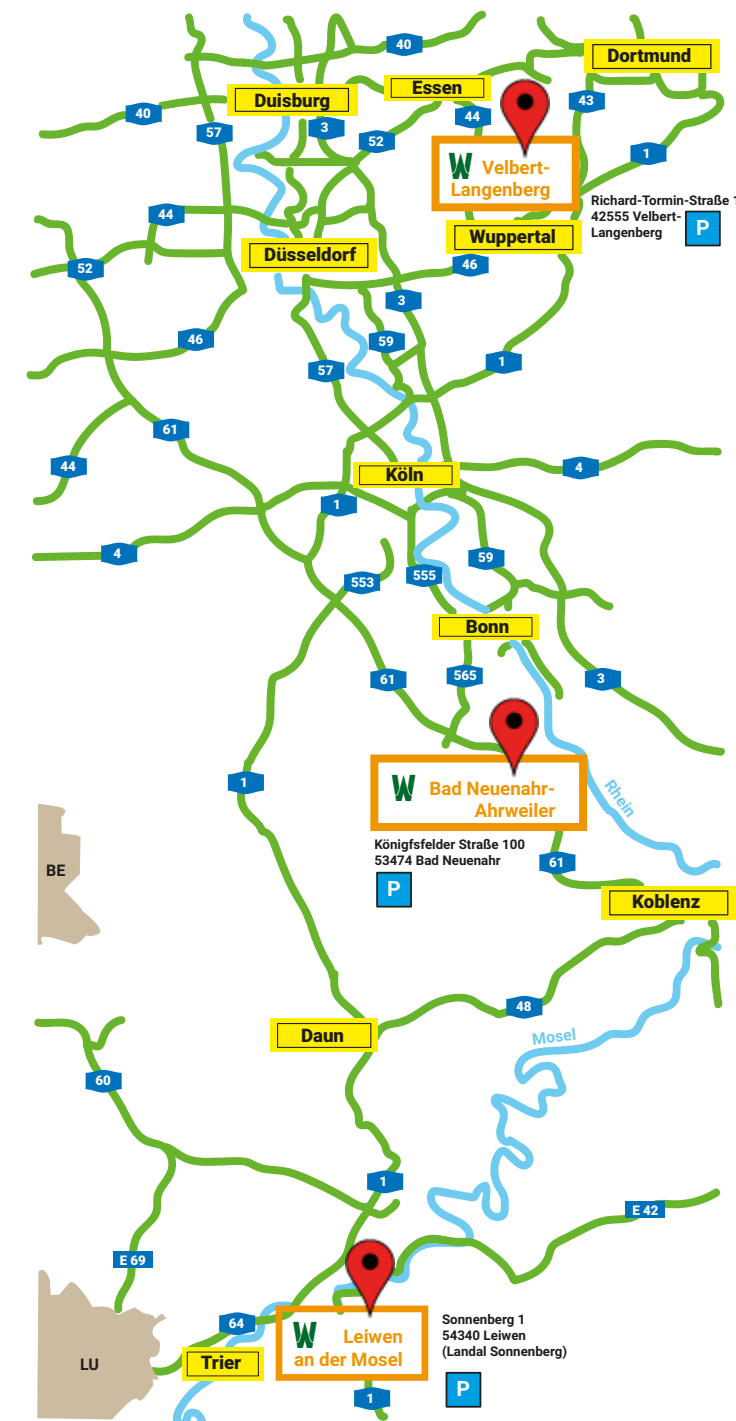 40
Dortmund
Essen
Duisburg
40
44
43
3
57
52
1
W Velbert-
Langenberg
Richard-Tormin-Straße 1
42555 Velbert-
Langenberg
P
44
Wuppertal
Düsseldorf
52
46
3
46
59
1
57
61
44
4
Köln
1
4
59
553
555
Bonn
61
565
3
1
W Bad Neuenahr-
Ahrweiler
Rhein
Königfsfelder Straße 100
53474 Bad Neuenahr
P
61
BE
Koblenz
48
Daun
Mosel
60
1
E 42
E 69
64
W Leiwen
an der Mosel
Sonnenberg 1
54340 Leiwen
(Landal Sonnenberg)
P
LU
Trier
1